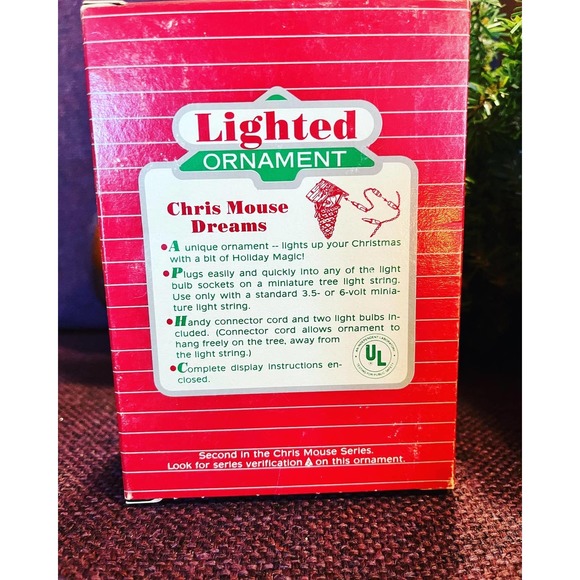 Lighted
ORNAMENT
Chris Mouse
Dreams
•A unique ornament -- lights up your Christmas
with a bit of Holiday Magic!
•Plugs easily and quickly into any of the light
bulb sockets on a miniature tree light string.
Use only with a standard 3.5- or 6-volt minia-
ture light string.
•Handy connector cord and two light bulbs in-
cluded. (Connector cord allows ornament to
hang freely on the tree, away from
the light string.)
•Complete display instructions en-
closed.
UL
Second in the Chris Mouse Series.
Look for series verification on this ornament.